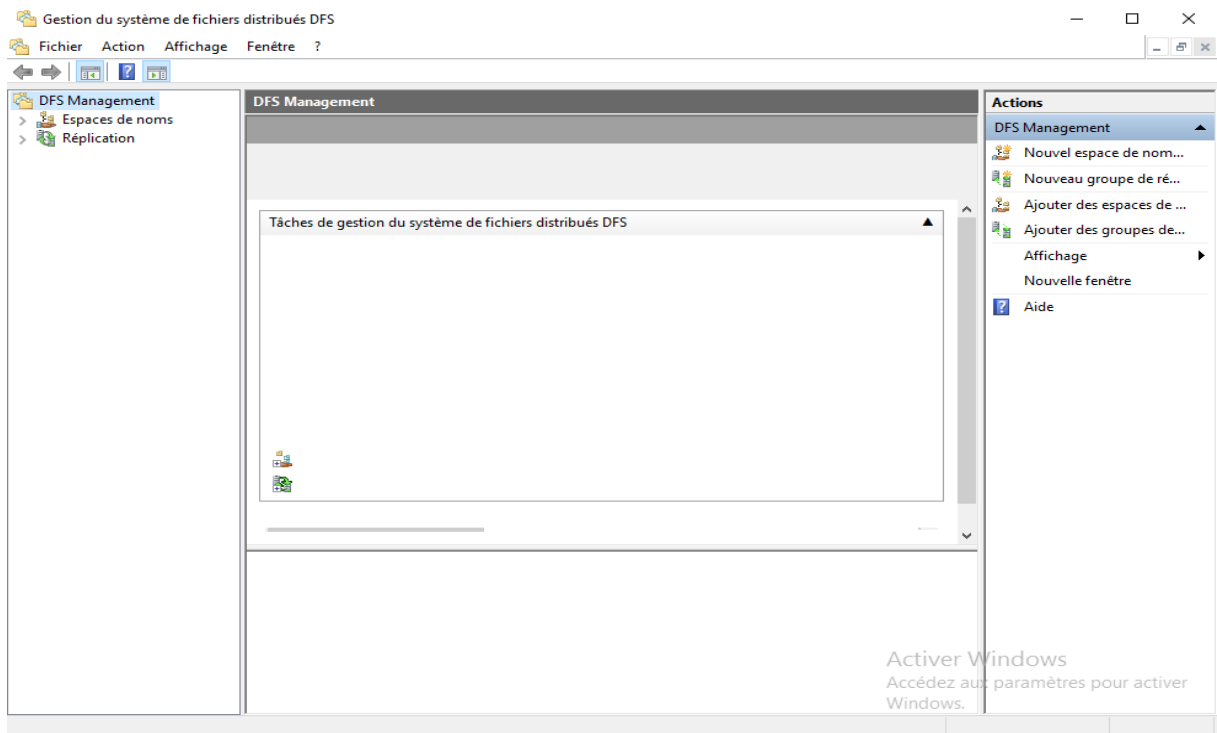 Gestion du système de fichiers distribués DFS
Fichier Action Affichage Fenêtre ?
DFS Management
Espaces de noms
Réplication
DFS Management
Tâches de gestion du système de fichiers distribués DFS
Actions
DFS Management
Nouvel espace de nom...
Nouveau groupe de ré...
Ajouter des espaces de ...
Ajouter des groupes de...
Affichage
Nouvelle fenêtre
Aide
Activer Windows
Accédez aux paramètres pour activer
Windows.